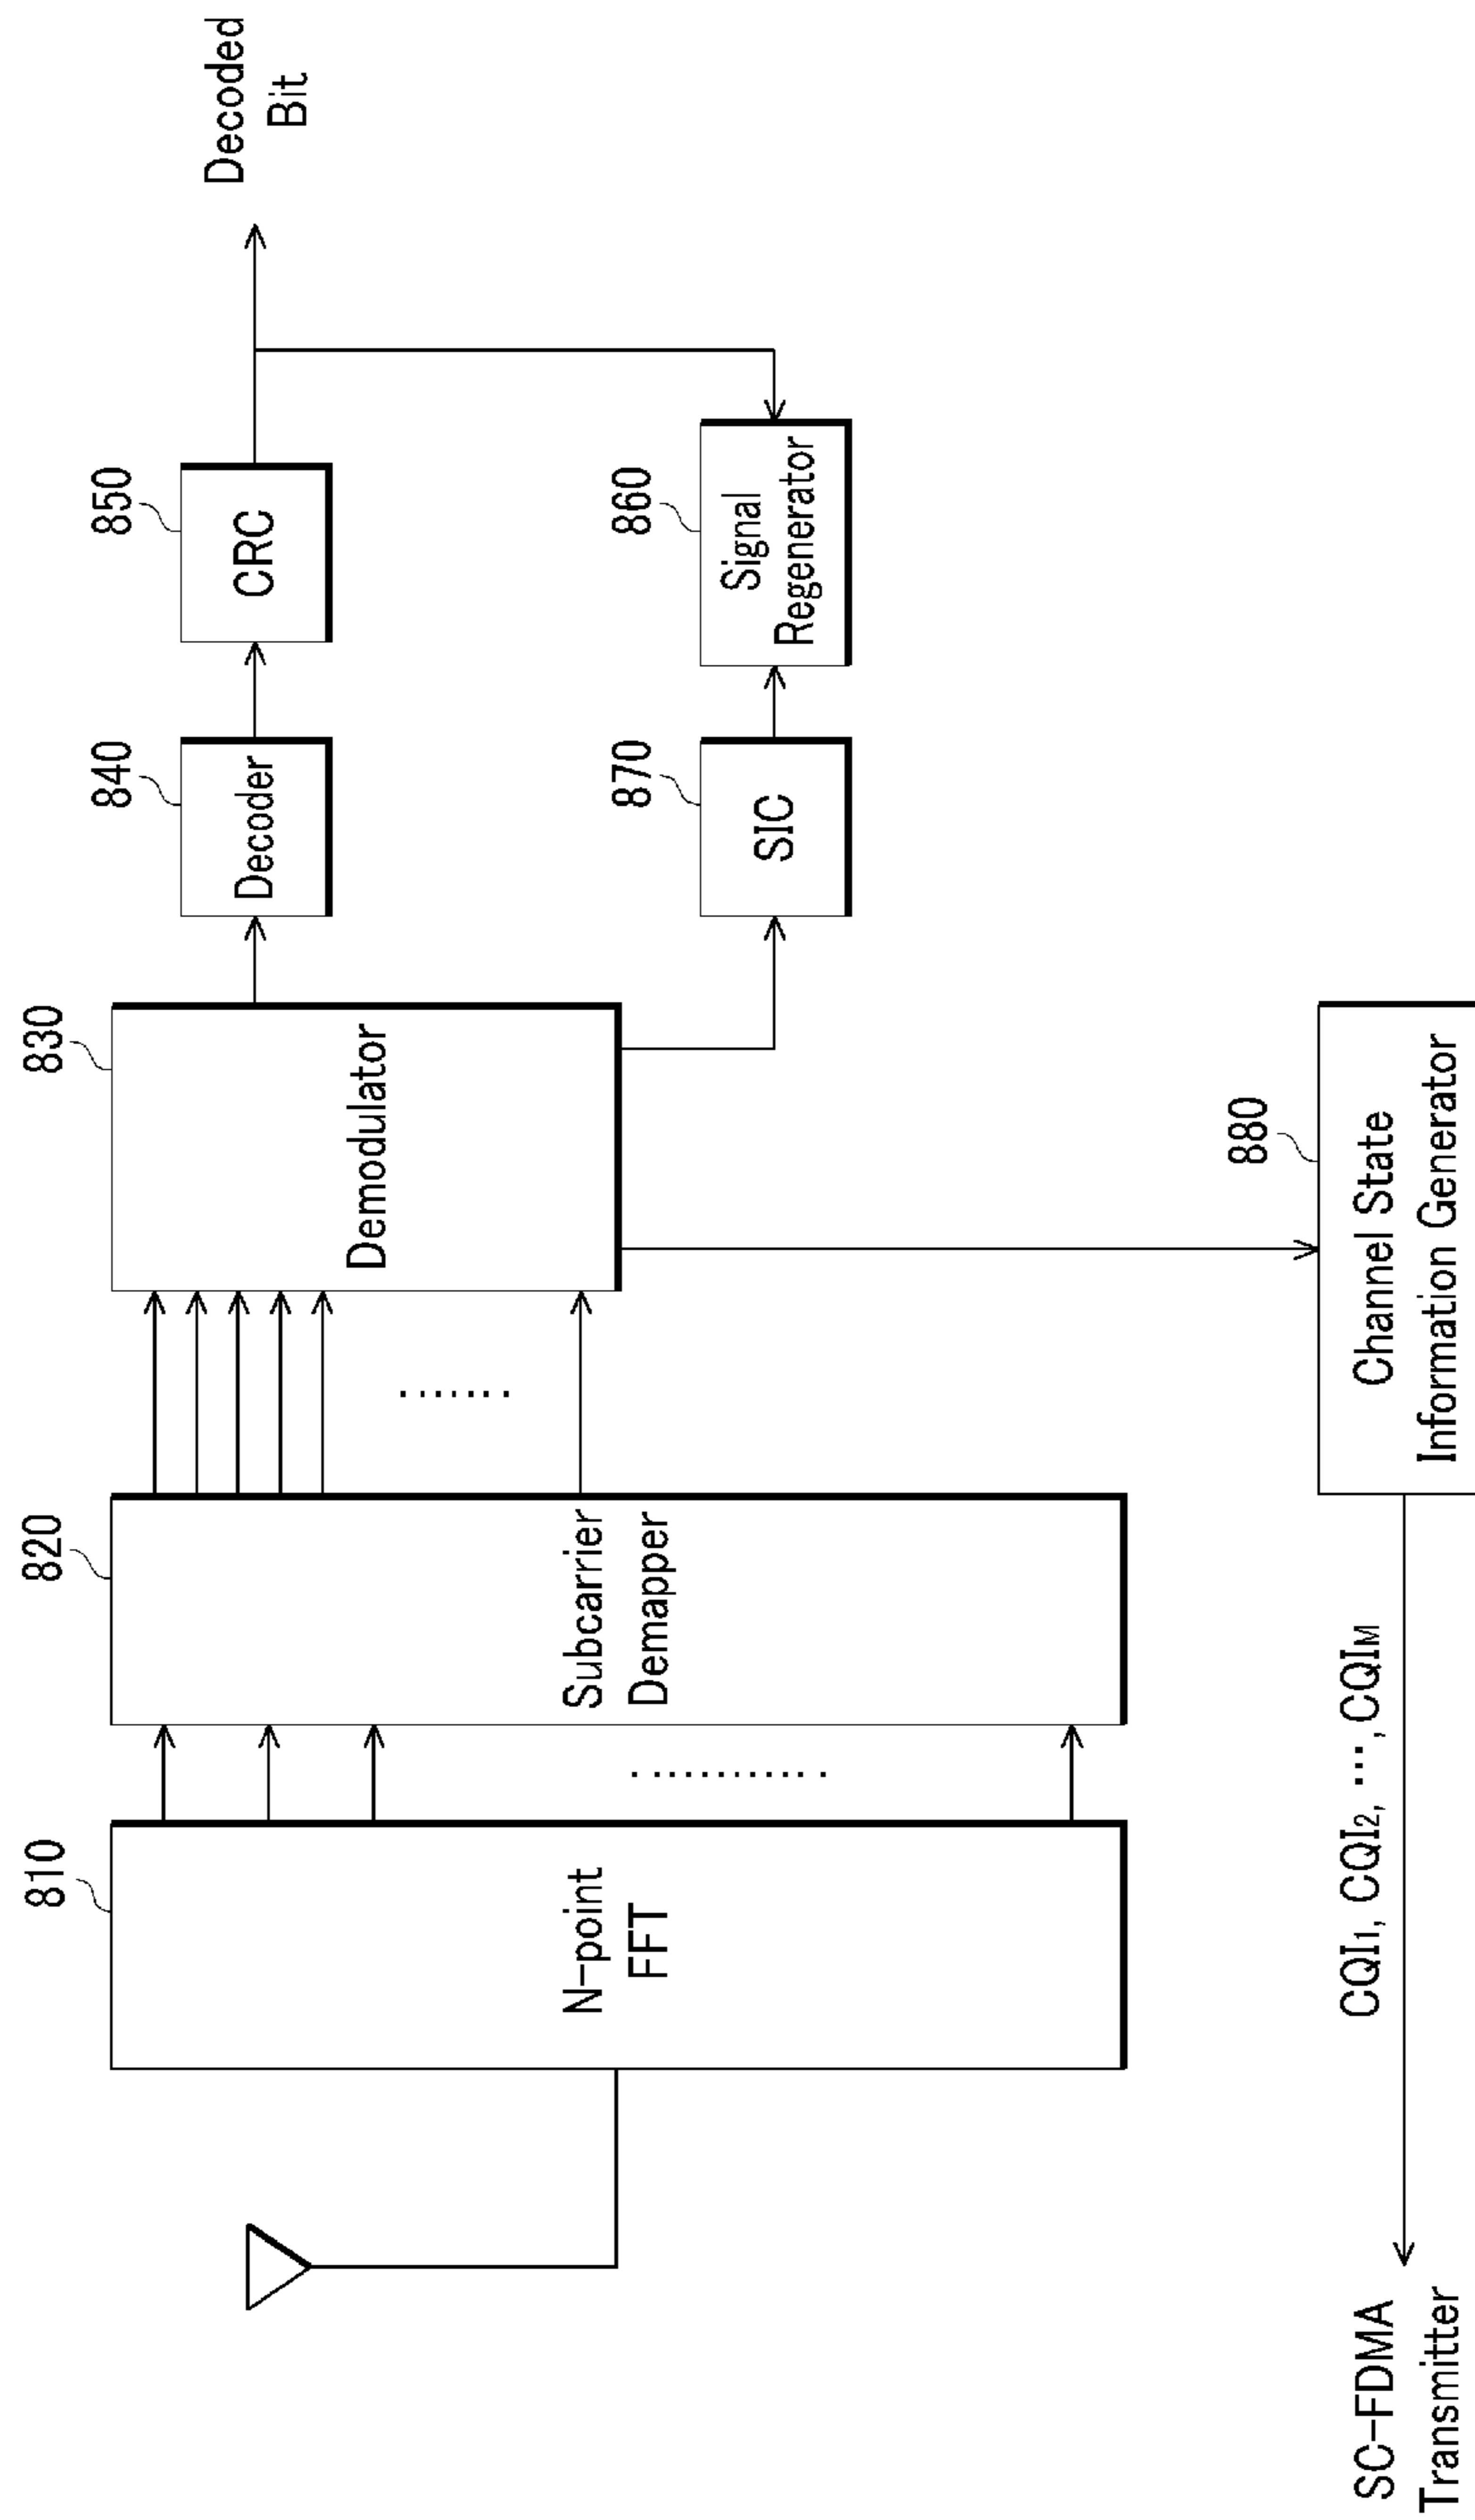 810
N-point
FFT
820
Subcarrier
Demapper
830
Demodulator
840
Decoder
850
CRC
Decoded
Bit
870
SIC
860
Signal
Regenerator
880
Channel State
Information Generator
CQI₁, CQI₂, ···, CQI_M
SC-FDMA
Transmitter